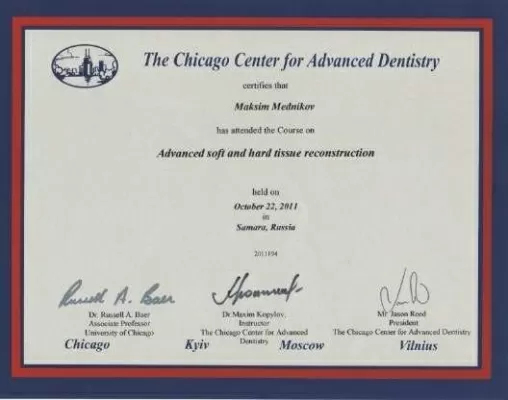 The Chicago Center for Advanced Dentistry
certifies that
Maksim Mednikov
has attended the Course on
Advanced soft and hard tissue reconstruction
held on
October 22, 2011
in
Samara, Russia
Russell A. Baer
Dr. Russell A. Baer
Associate Professor
University of Chicago
Dr Maxim Kopylov,
Instructor
The Chicago Center for Advanced
Dentistry
Mr Jason Reed
President
The Chicago Center for Advanced Dentistry
Chicago Kyiv Moscow Vilnius